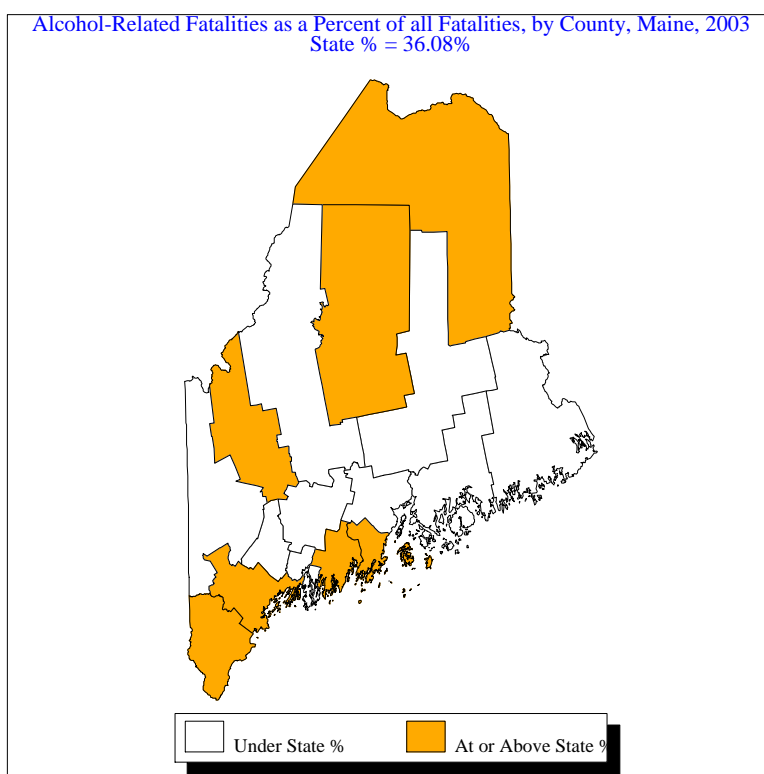 Alcohol-Related Fatalities as a Percent of all Fatalities, by County, Maine, 2003
State % = 36.08%
Under State %
At or Above State %